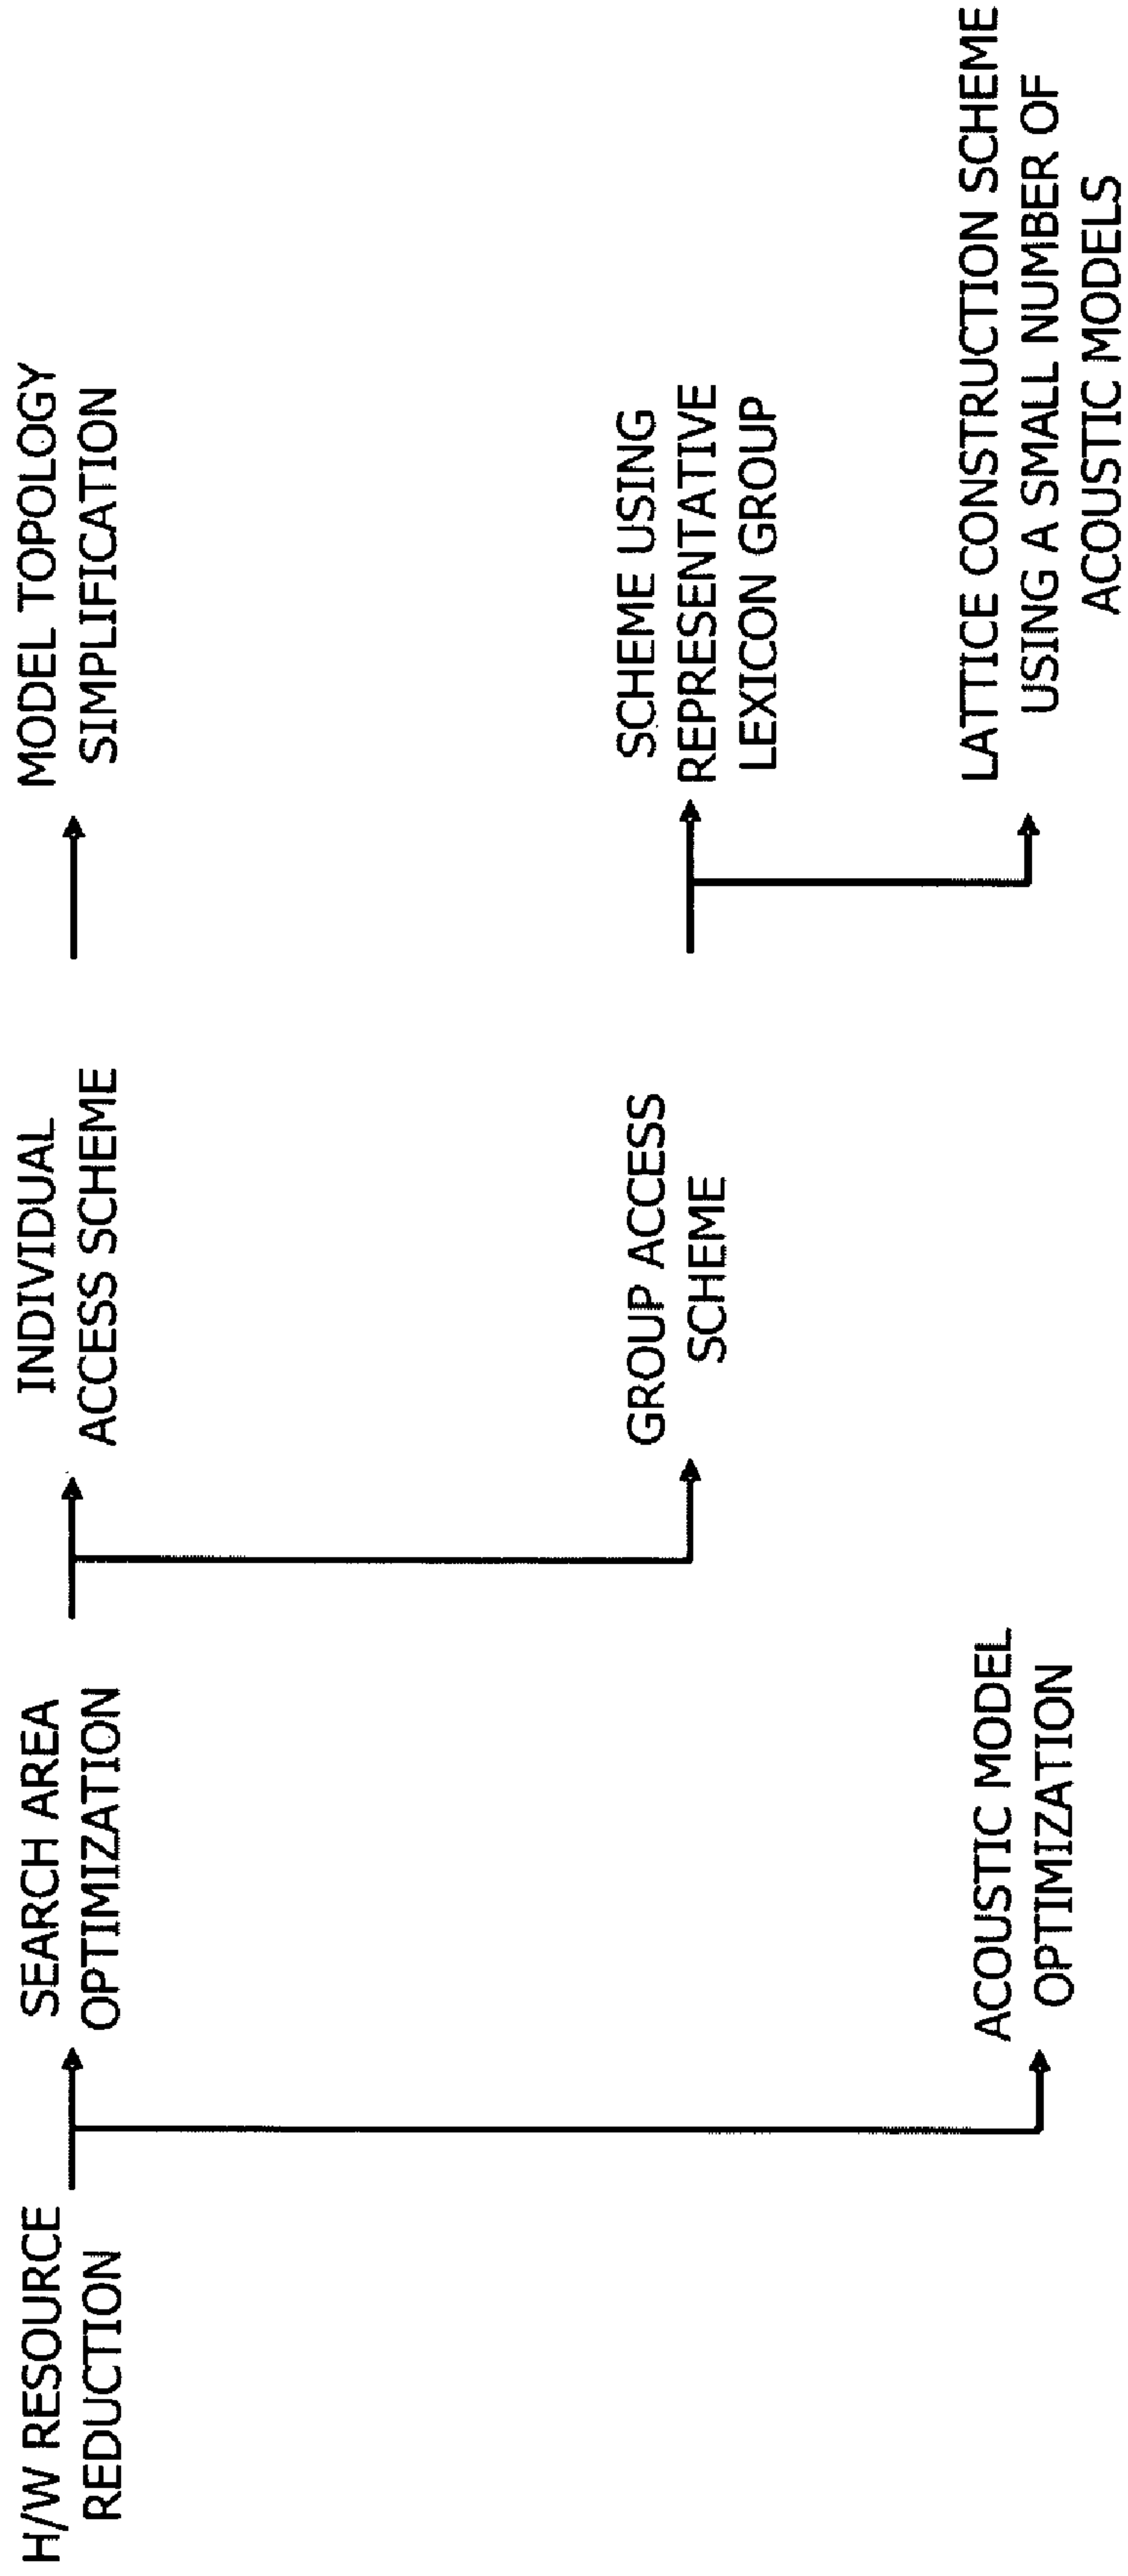 H/W RESOURCE
REDUCTION
SEARCH AREA
OPTIMIZATION
INDIVIDUAL
ACCESS SCHEME
MODEL TOPOLOGY
SIMPLIFICATION
GROUP ACCESS
SCHEME
SCHEME USING
REPRESENTATIVE
LEXICON GROUP
ACOUSTIC MODEL
OPTIMIZATION
LATTICE CONSTRUCTION SCHEME
USING A SMALL NUMBER OF
ACOUSTIC MODELS